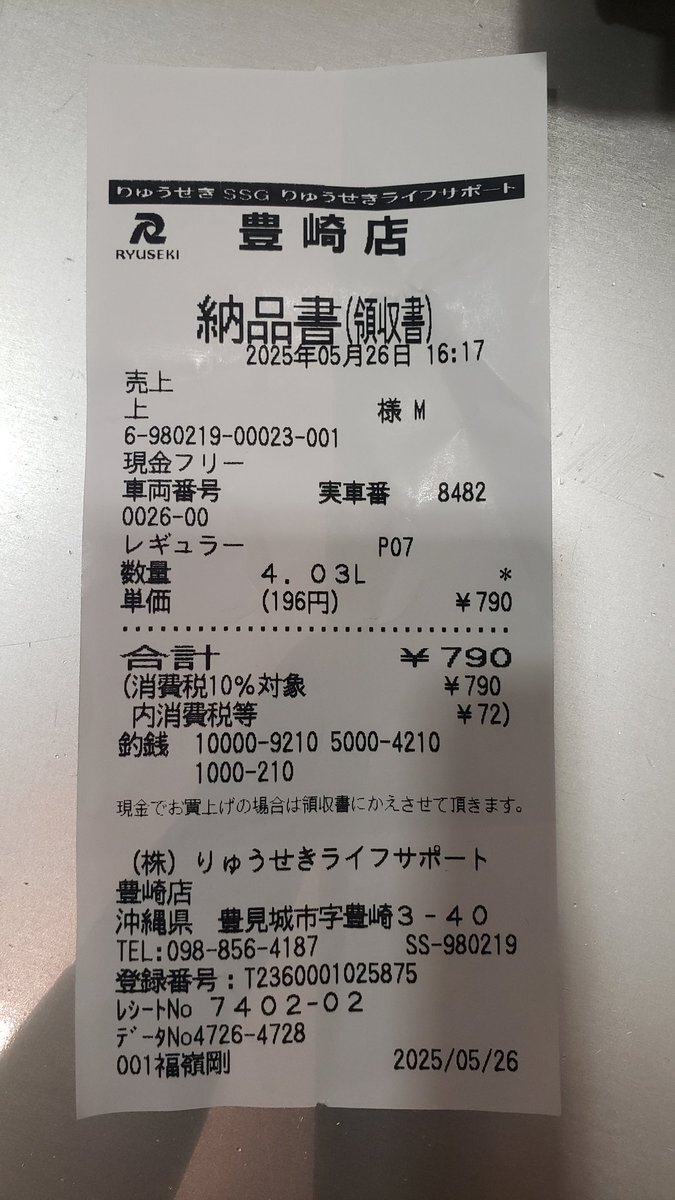 りゅうせき SSG りゅうせきライフサポート
RYUSEKI 豊崎店
納品書(領収書)
2025年05月26日 16:17
売上
上 様 M
6-980219-00023-001
現金フリー
車両番号 実車番 8482
0026-00
レギュラー P07
数量 4.03L *
単価 (196円) ¥790
合計 ¥790
(消費税10%対象 ¥790
内消費税等 ¥72)
釣銭 10000-9210 5000-4210
1000-210
現金でお買上げの場合は領収書にかえさせて頂きます。
(株)りゅうせきライフサポート
豊崎店
沖縄県 豊見城市字豊崎3-40
TEL:098-856-4187 SS-980219
登録番号:T2360001025875
ﾚｼｰﾄNo 7402-02
ﾃﾞｰﾀNo4726-4728
001福嶺剛 2025/05/26